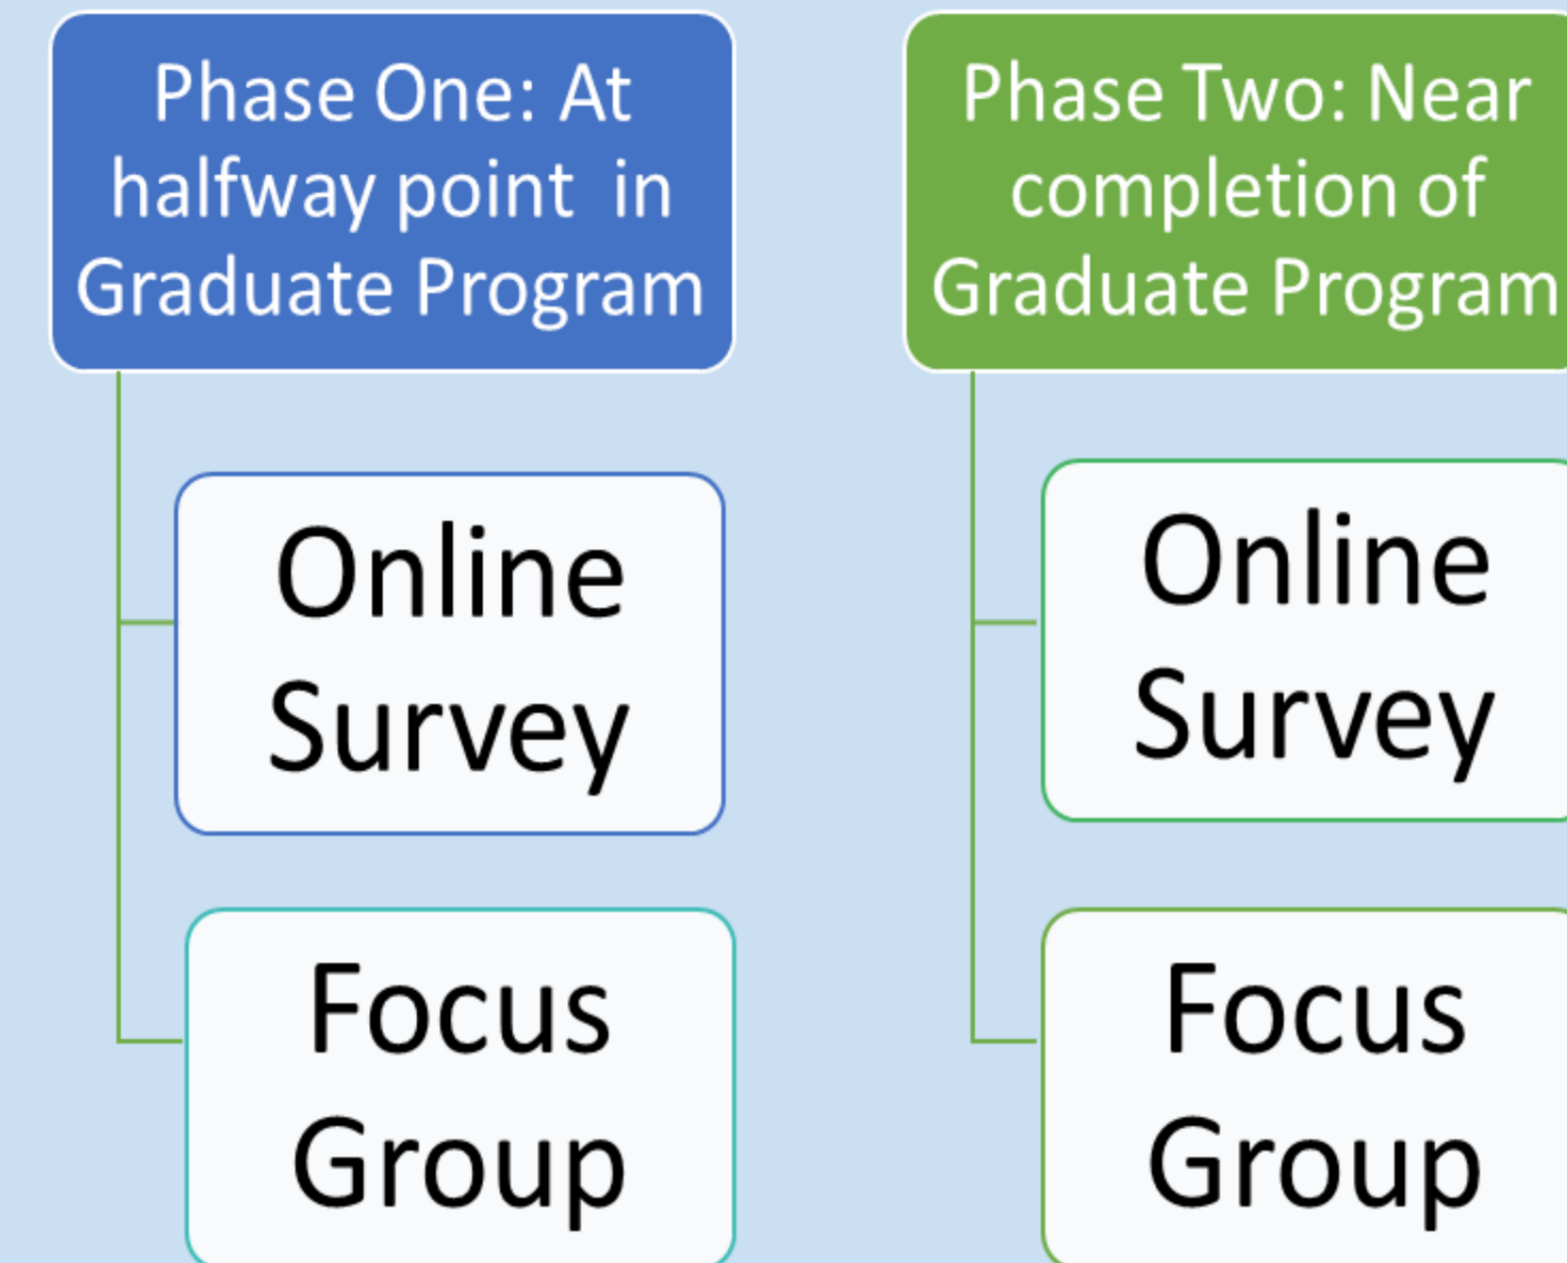 Phase One: At
halfway point  in
Graduate Program
Online
Survey
Focus
Group
Phase Two: Near
completion of
Graduate Program
Online
Survey
Focus
Group